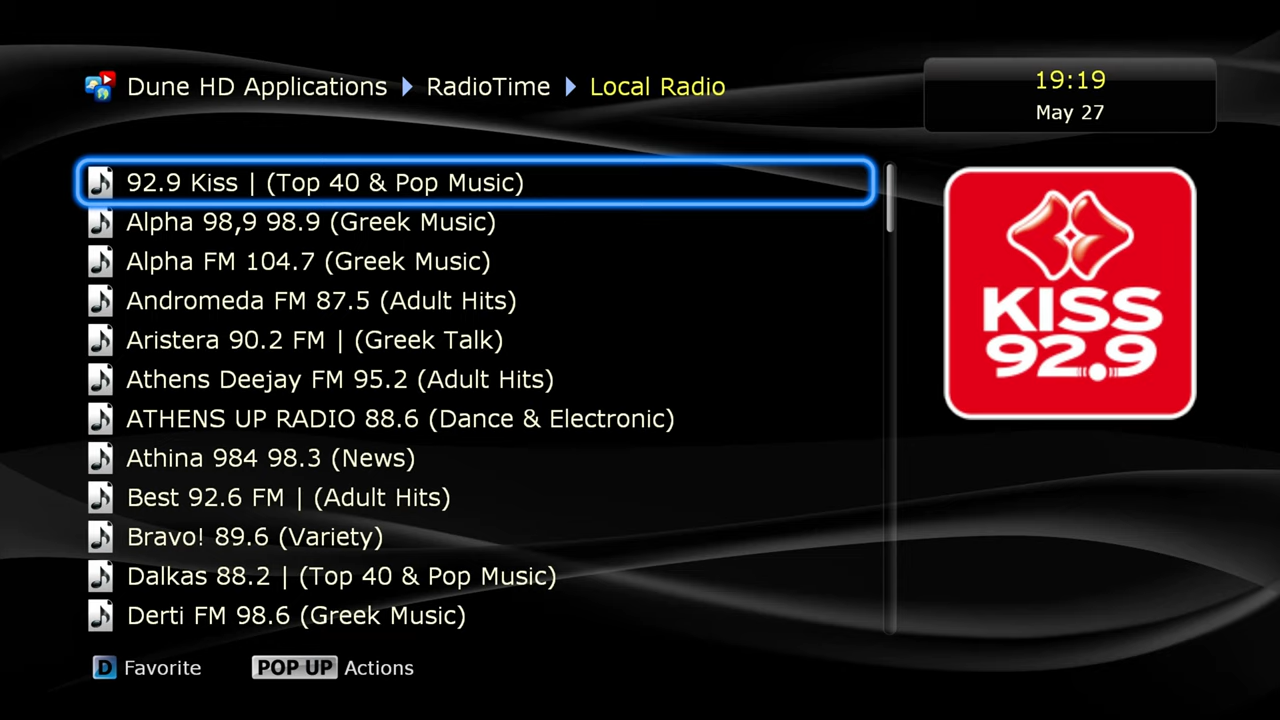 Dune HD Applications RadioTime Local Radio
19:19
May 27
92.9 Kiss | (Top 40 & Pop Music)
Alpha 98,9 98.9 (Greek Music)
Alpha FM 104.7 (Greek Music)
Andromeda FM 87.5 (Adult Hits)
Aristera 90.2 FM | (Greek Talk)
Athens Deejay FM 95.2 (Adult Hits)
ATHENS UP RADIO 88.6 (Dance & Electronic)
Athina 984 98.3 (News)
Best 92.6 FM | (Adult Hits)
Bravo! 89.6 (Variety)
Dalkas 88.2 | (Top 40 & Pop Music)
Derti FM 98.6 (Greek Music)
KISS
92.9
D Favorite POP UP Actions